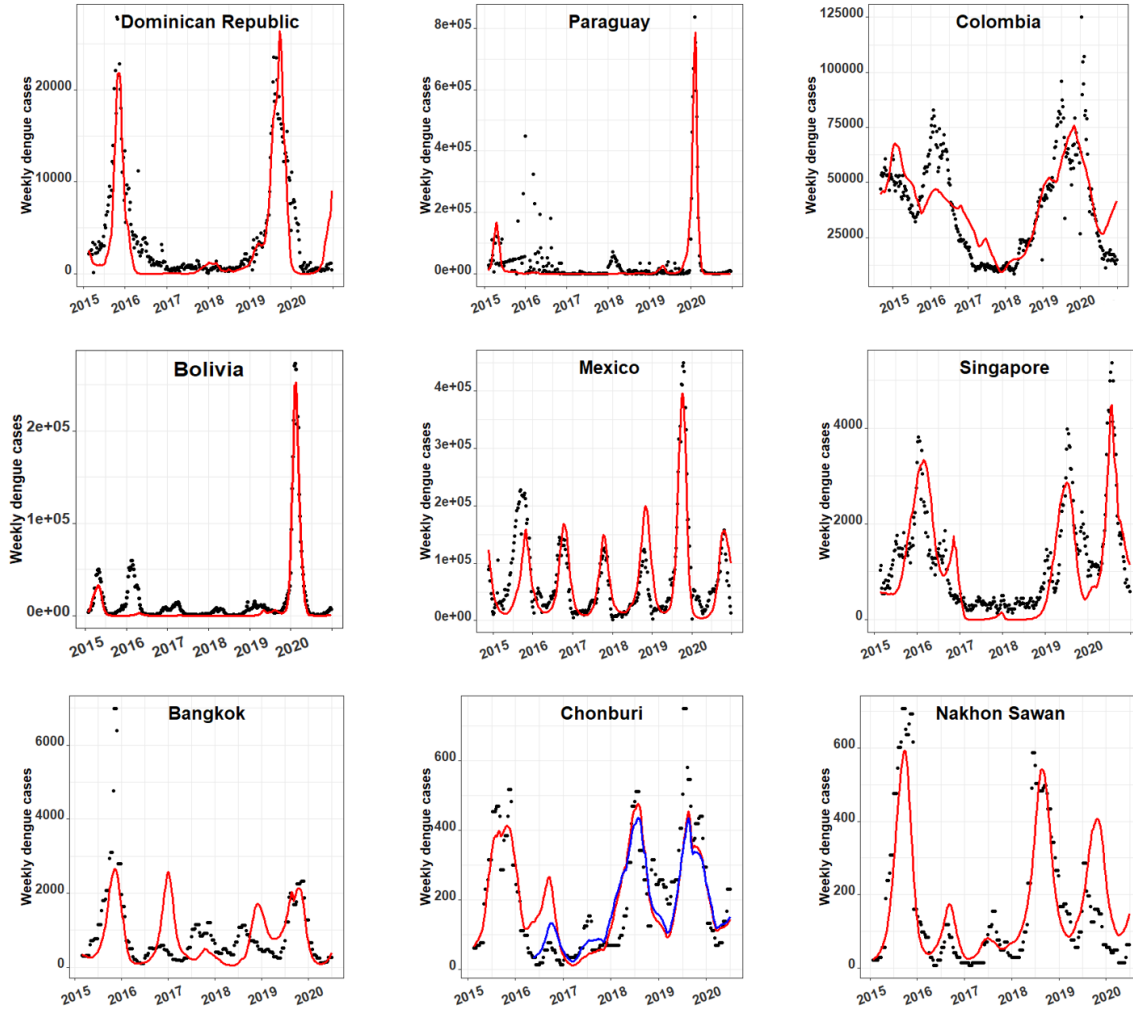 Dominican Republic
Weekly dengue cases
20000
10000
0
2015 2016 2017 2018 2019 2020
Paraguay
Weekly dengue cases
8e+05
6e+05
4e+05
2e+05
0e+00
2015 2016 2017 2018 2019 2020
Colombia
Weekly dengue cases
125000
100000
75000
50000
25000
2015 2016 2017 2018 2019 2020
Bolivia
Weekly dengue cases
2e+05
1e+05
0e+00
2015 2016 2017 2018 2019 2020
Mexico
Weekly dengue cases
4e+05
3e+05
2e+05
1e+05
0e+00
2015 2016 2017 2018 2019 2020
Singapore
Weekly dengue cases
4000
2000
0
2015 2016 2017 2018 2019 2020
Bangkok
Weekly dengue cases
6000
4000
2000
0
2015 2016 2017 2018 2019 2020
Chonburi
Weekly dengue cases
600
400
200
0
2015 2016 2017 2018 2019 2020
Nakhon Sawan
Weekly dengue cases
600
400
200
0
2015 2016 2017 2018 2019 2020